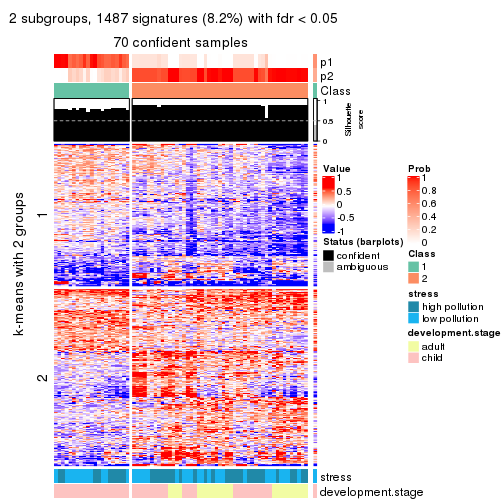 2 subgroups, 1487 signatures (8.2%) with fdr < 0.05
70 confident samples
p1
p2
Class
1
0.5
0
Silhouette
score
k-means with 2 groups
1
2
Value
1
0.5
0
-0.5
-1
Status (barplots)
confident
ambiguous
Prob
1
0.8
0.6
0.4
0.2
0
Class
1
2
stress
high pollution
low pollution
development.stage
adult
child
stress
development.stage